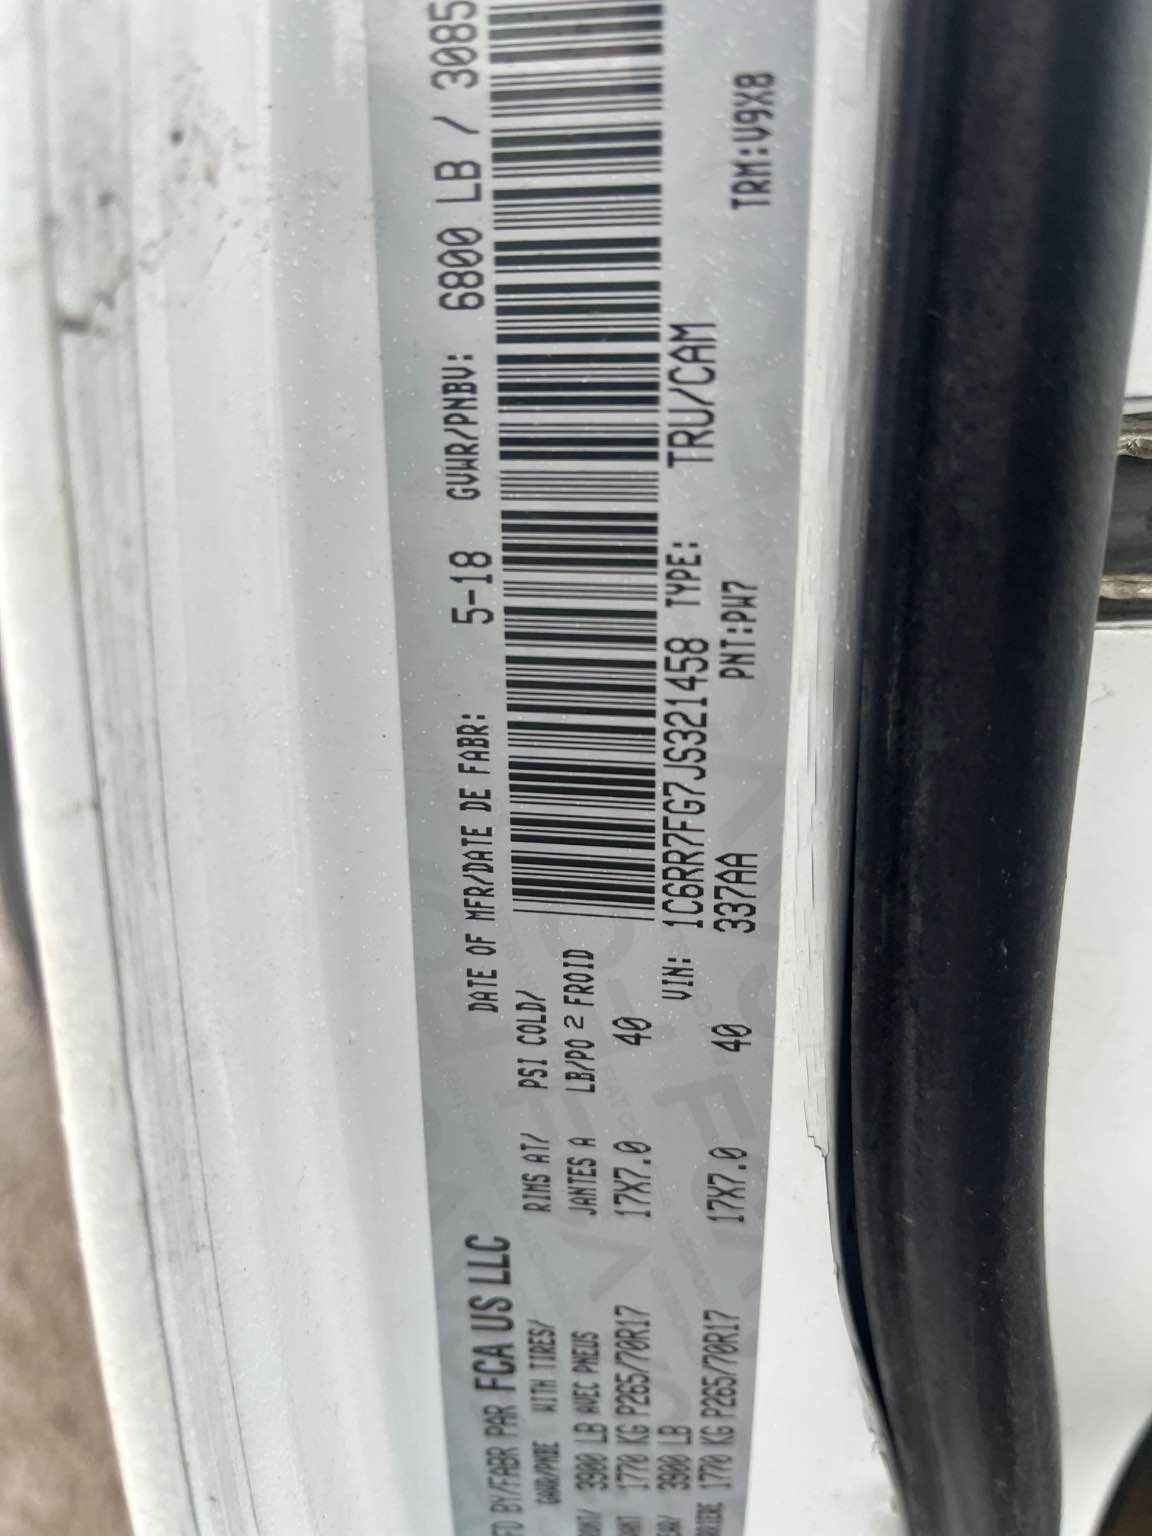 FD BY/FABR PAR FCA US LLC
DATE OF MFR/DATE DE FABR: 5-18 GVWR/PNBV: 6800 LB / 3085
WITH TIRES/ RIMS AT/ PSI COLD/
3900 LB AVEC PNEUS JANTES A LB/PO 2 FROID
1770 KG P265/70R17 17X7.0 40
3900 LB
1770 KG P265/70R17 17X7.0 40
VIN: 1C6RR7FG7JS321458 TYPE: TRU/CAM
337AA PNT:PW7 TRM:V9X8